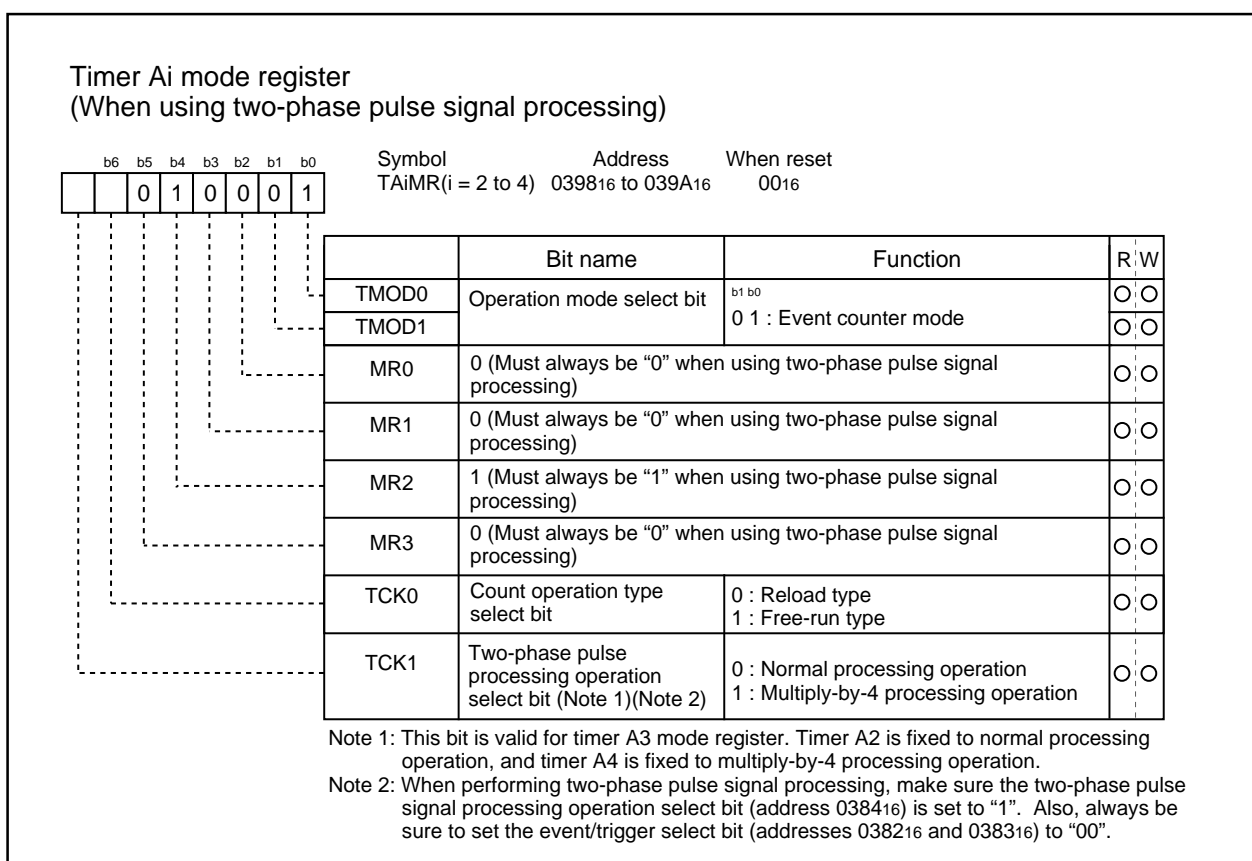 Timer Ai mode register
(When using two-phase pulse signal processing)
b6 b5 b4 b3 b2 b1 b0
0 1 0 0 0 1
Symbol Address When reset
TAiMR(i = 2 to 4) 039816 to 039A16 0016
Bit name Function R W
TMOD0 Operation mode select bit b1 b0
TMOD1 0 1 : Event counter mode
MR0 0 (Must always be “0” when using two-phase pulse signal
processing)
MR1 0 (Must always be “0” when using two-phase pulse signal
processing)
MR2 1 (Must always be “1” when using two-phase pulse signal
processing)
MR3 0 (Must always be “0” when using two-phase pulse signal
processing)
TCK0 Count operation type
select bit
0 : Reload type
1 : Free-run type
TCK1 Two-phase pulse
processing operation
select bit (Note 1)(Note 2)
0 : Normal processing operation
1 : Multiply-by-4 processing operation
Note 1: This bit is valid for timer A3 mode register. Timer A2 is fixed to normal processing
operation, and timer A4 is fixed to multiply-by-4 processing operation.
Note 2: When performing two-phase pulse signal processing, make sure the two-phase pulse
signal processing operation select bit (address 038416) is set to “1”. Also, always be
sure to set the event/trigger select bit (addresses 038216 and 038316) to “00”.